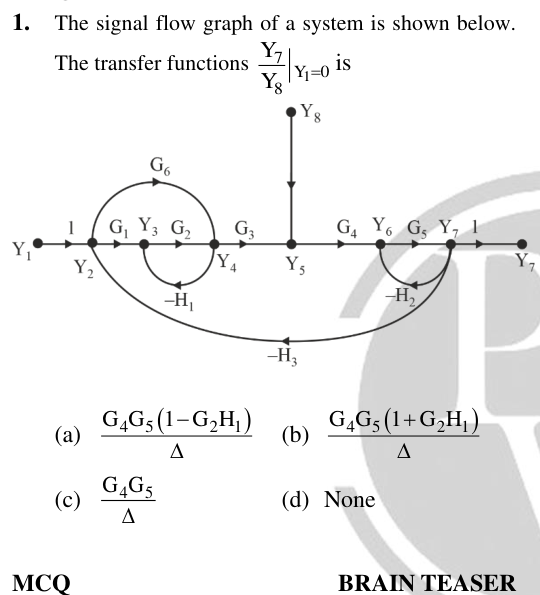 1. The signal flow graph of a system is shown below.
The transfer functions Y₇/Y₈|Y₁=0 is
Y₈
G₆
1 G₁ Y₃ G₂ G₃ G₄ Y₆ G₅ Y₇ 1
Y₁ Y₂ Y₄ Y₅ Y₇
–H₁ –H₂
–H₃
(a) G₄G₅(1−G₂H₁)/Δ (b) G₄G₅(1+G₂H₁)/Δ
(c) G₄G₅/Δ (d) None
MCQ BRAIN TEASER